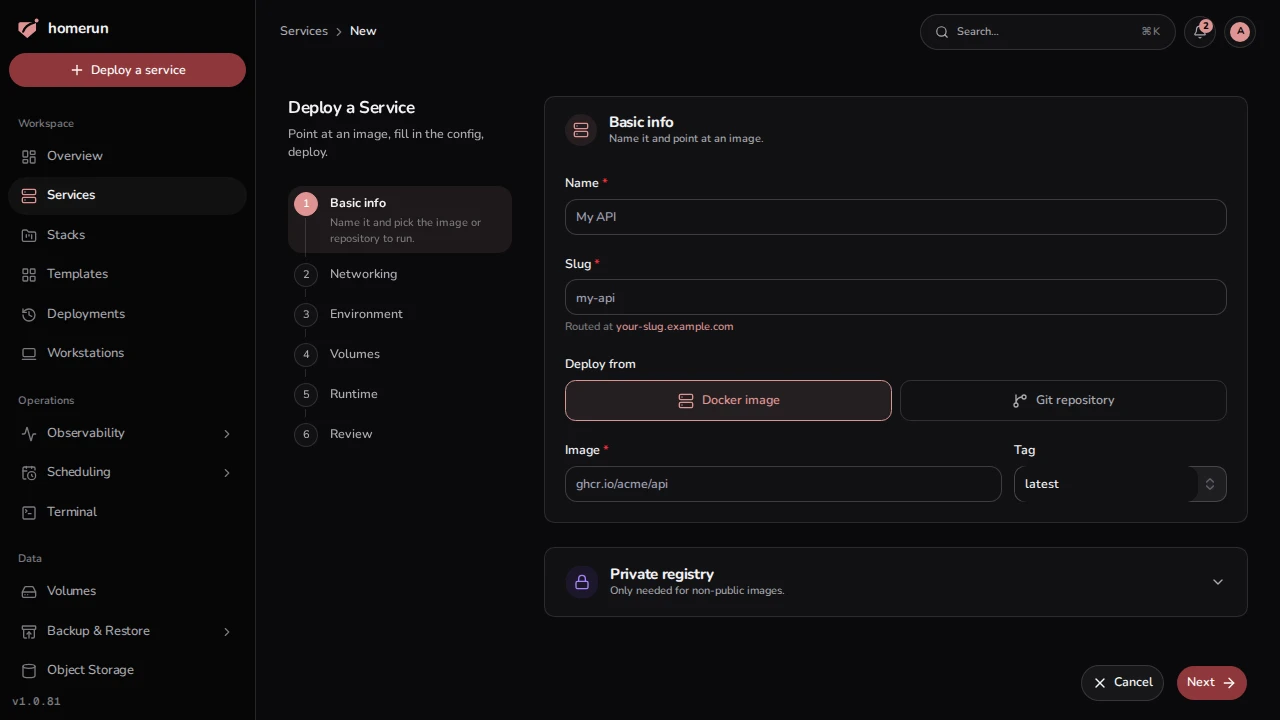 homerun
Deploy a service
Workspace
Overview
Services
Stacks
Templates
Deployments
Workstations
Operations
Observability
Scheduling
Terminal
Data
Volumes
Backup & Restore
Object Storage
v1.0.81
Services > New
Search...
⌘K
2
A
Deploy a Service
Point at an image, fill in the config,
deploy.
1 Basic info
Name it and pick the image or
repository to run.
2 Networking
3 Environment
4 Volumes
5 Runtime
6 Review
Basic info
Name it and point at an image.
Name *
My API
Slug *
my-api
Routed at your-slug.example.com
Deploy from
Docker image
Git repository
Image *
Tag
ghcr.io/acme/api
latest
Private registry
Only needed for non-public images.
Cancel
Next